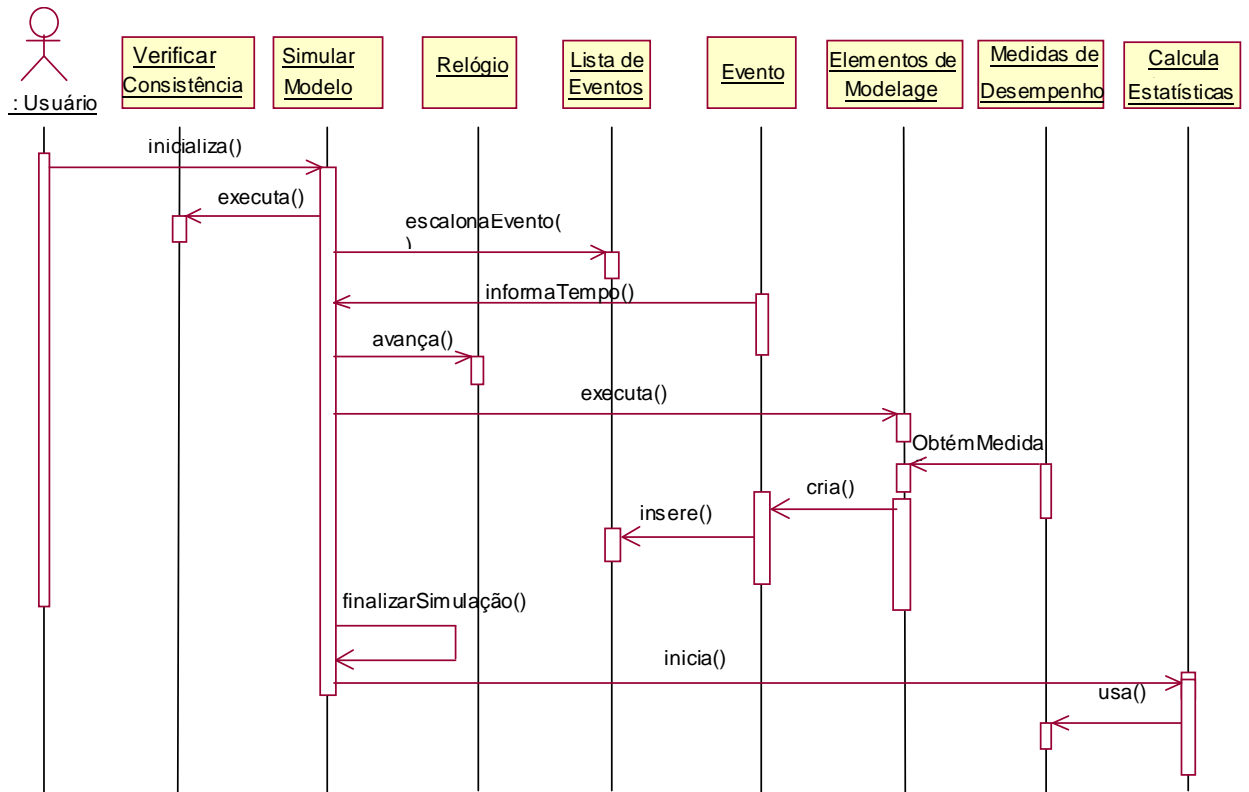 : Usuário
Verificar
Consistência
Simular
Modelo
Relógio
Lista de
Eventos
Evento
Elementos de
Modelage
Medidas de
Desempenho
Calcula
Estatísticas
inicializa()
executa()
escalonaEvento(
)
informaTempo()
avança()
executa()
ObtémMedida
cria()
insere()
finalizarSimulação()
inicia()
usa()